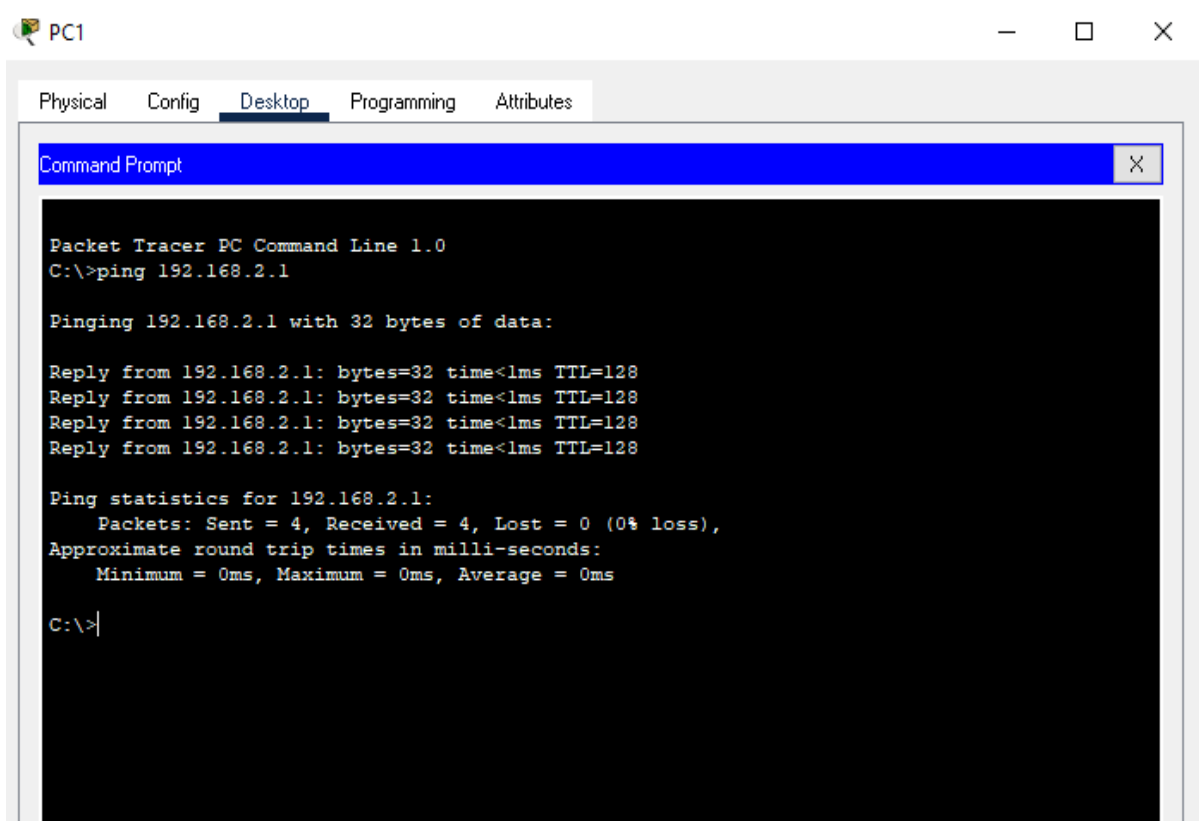 PC1
Physical Config Desktop Programming Attributes
Command Prompt X
Packet Tracer PC Command Line 1.0
C:\>ping 192.168.2.1
Pinging 192.168.2.1 with 32 bytes of data:
Reply from 192.168.2.1: bytes=32 time<1ms TTL=128
Reply from 192.168.2.1: bytes=32 time<1ms TTL=128
Reply from 192.168.2.1: bytes=32 time<1ms TTL=128
Reply from 192.168.2.1: bytes=32 time<1ms TTL=128
Ping statistics for 192.168.2.1:
Packets: Sent = 4, Received = 4, Lost = 0 (0% loss),
Approximate round trip times in milli-seconds:
Minimum = 0ms, Maximum = 0ms, Average = 0ms
C:\>